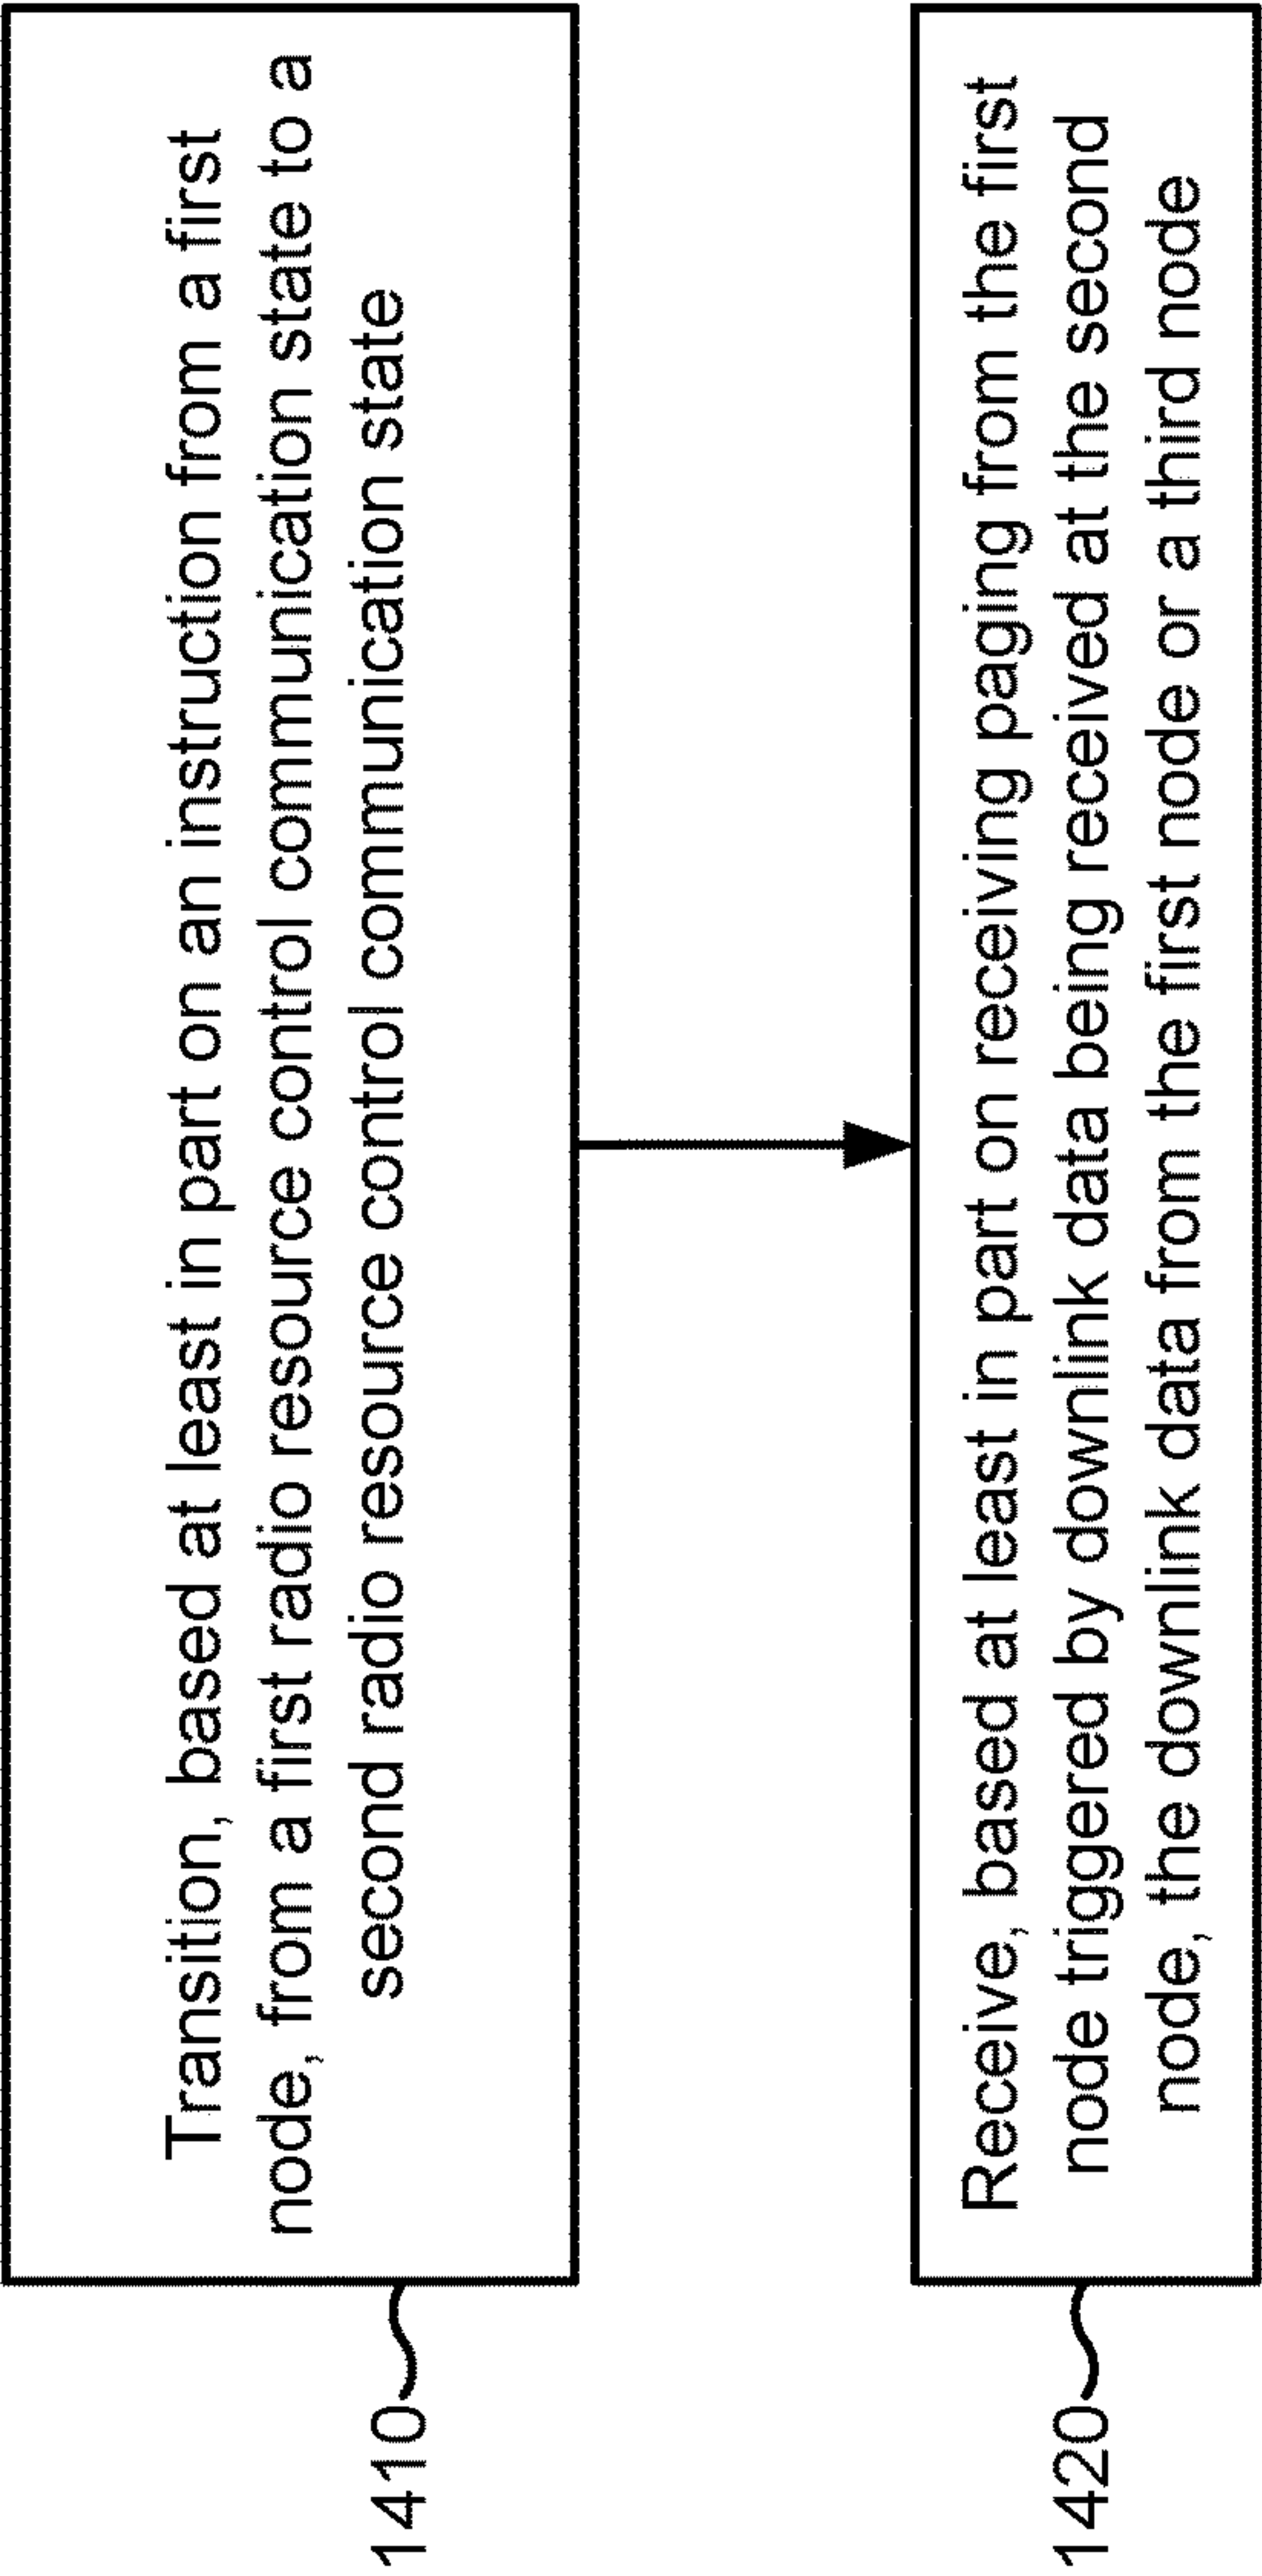 1410
Transition, based at least in part on an instruction from a first
node, from a first radio resource control communication state to a
second radio resource control communication state
1420
Receive, based at least in part on receiving paging from the first
node triggered by downlink data being received at the second
node, the downlink data from the first node or a third node